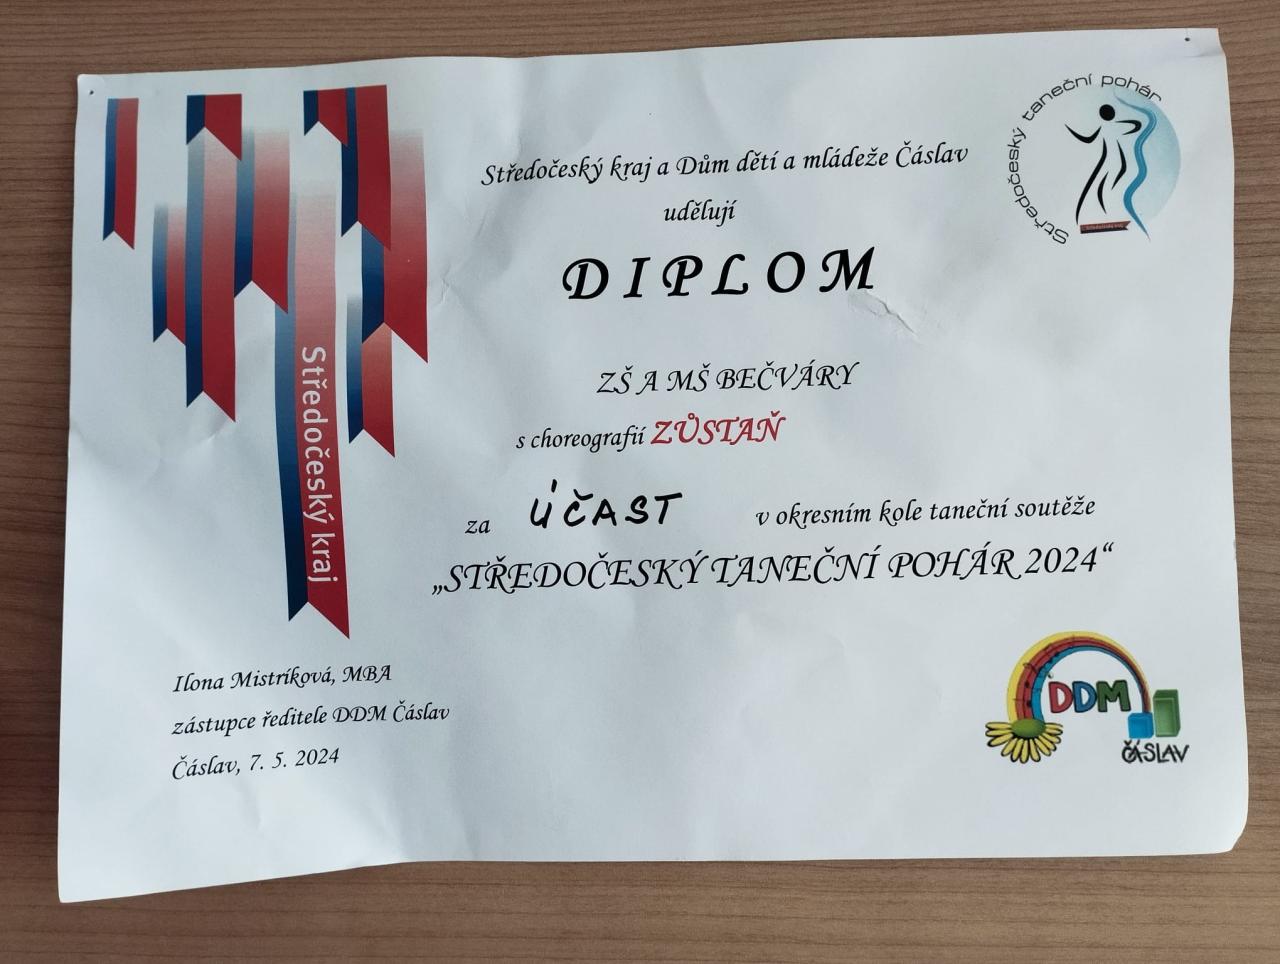 Středočeský taneční pohár
Středočeský kraj a Dům dětí a mládeže Čáslav
udělují
DIPLOM
Středočeský kraj
ZŠ A MŠ BEČVÁRY
s choreografií ZŮSTAŇ
za ÚČAST v okresním kole taneční soutěže
„STŘEDOČESKÝ TANEČNÍ POHÁR 2024“
Ilona Mistríková, MBA
zástupce ředitele DDM Čáslav
Čáslav, 7. 5. 2024
DDM
ČÁSLAV